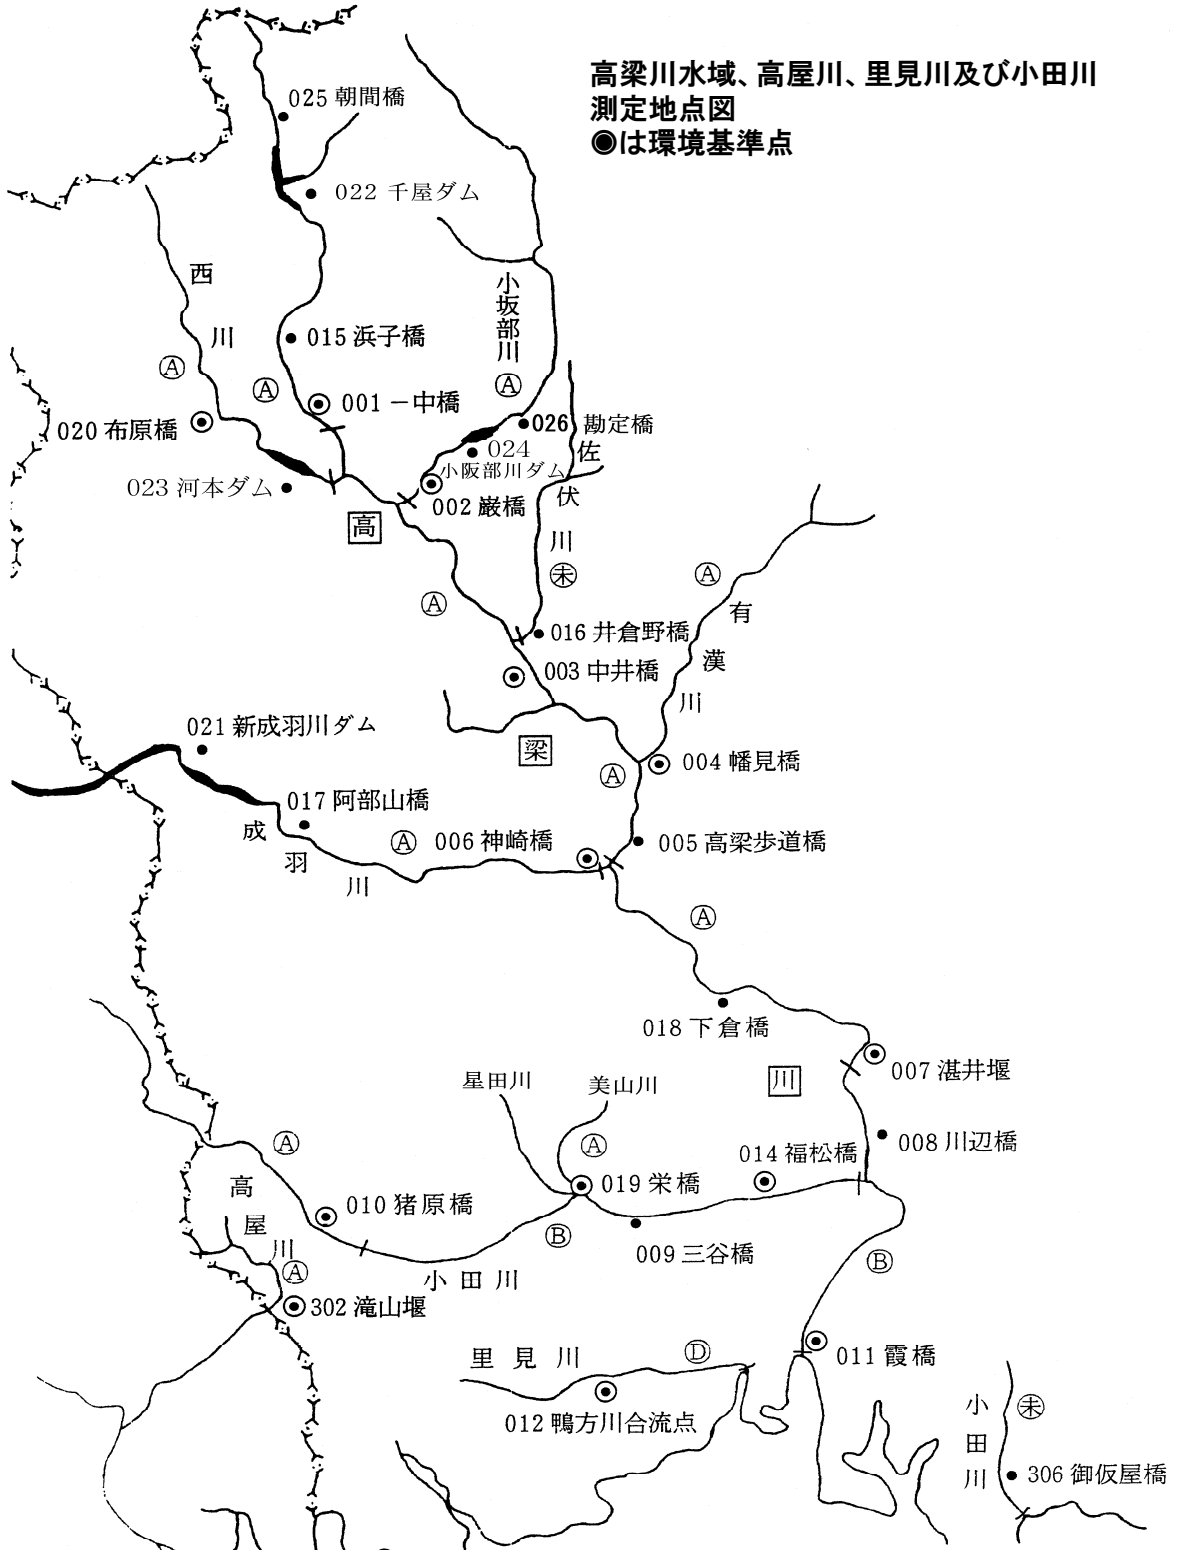 高梁川水域、高屋川、里見川及び小田川
測定地点図
◉は環境基準点
025 朝間橋
022 千屋ダム
西川
小坂部川
015 浜子橋
Ⓐ
Ⓐ
Ⓐ
001 一中橋
020 布原橋
026 勘定橋
024
小阪部川ダム
佐伏川
023 河本ダム
002 巌橋
高
未
Ⓐ
Ⓐ
有漢川
016 井倉野橋
003 中井橋
021 新成羽川ダム
梁
004 幡見橋
Ⓐ
017 阿部山橋
成羽川
Ⓐ
006 神崎橋
005 高梁歩道橋
Ⓐ
018 下倉橋
007 湛井堰
川
星田川
美山川
008 川辺橋
Ⓐ
Ⓐ
014 福松橋
019 栄橋
010 猪原橋
高屋川
Ⓑ
009 三谷橋
Ⓑ
小田川
Ⓐ
302 滝山堰
里見川
Ⓓ
011 霞橋
012 鴨方川合流点
小田川
未
306 御仮屋橋